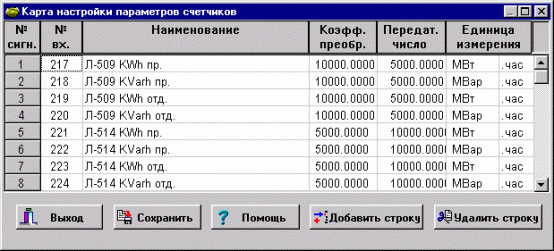 Карта настройки параметров счетчиков
№ сигн. № вх. Наименование Коэфф. преобр. Передат. число Единица измерения
1 217 Л-509 KWh пр. 10000.0000 5000.0000 МВт .час
2 218 Л-509 KVarh пр. 10000.0000 5000.0000 МВар .час
3 219 Л-509 KWh отд. 10000.0000 5000.0000 МВт .час
4 220 Л-509 KVarh отд. 10000.0000 5000.0000 МВар .час
5 221 Л-514 KWh пр. 5000.0000 10000.0000 МВт .час
6 222 Л-514 KVarh пр. 5000.0000 10000.0000 МВар .час
7 223 Л-514 KWh отд. 5000.0000 10000.0000 МВт .час
8 224 Л-514 KVarh отд. 5000.0000 10000.0000 МВар .час
Выход Сохранить Помощь Добавить строку Удалить строку